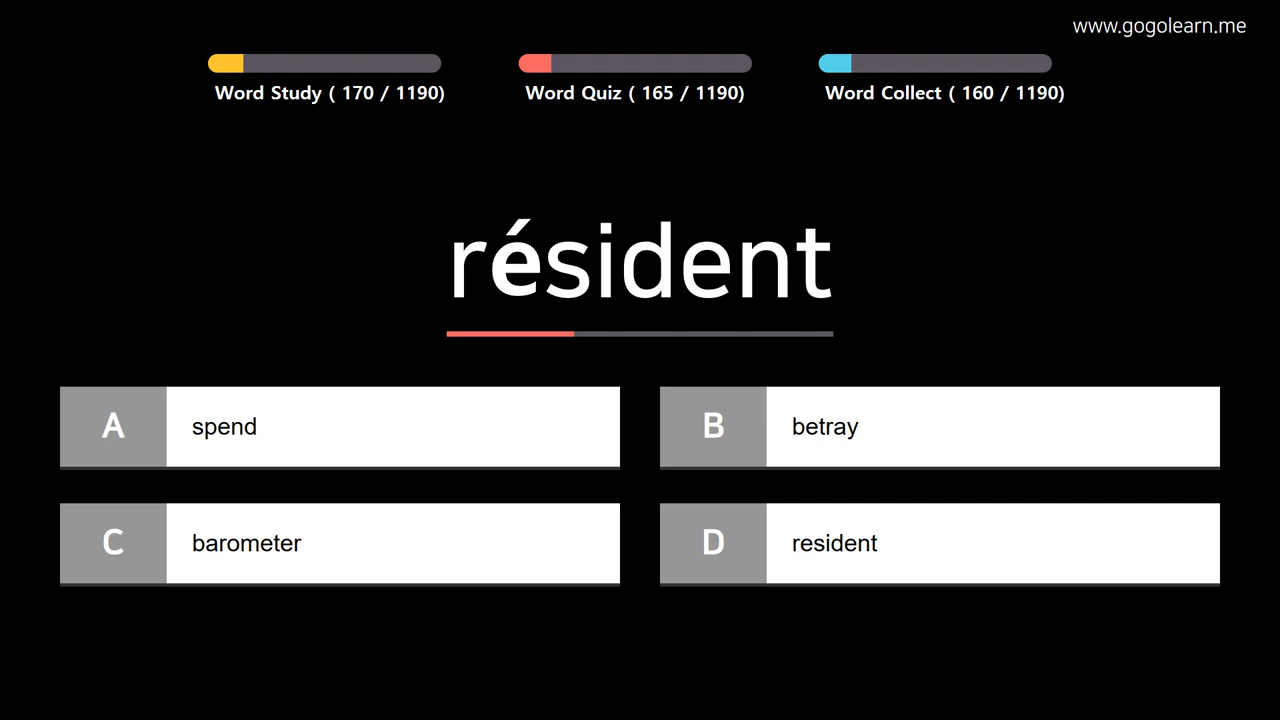 www.gogolearn.me
Word Study ( 170 / 1190)
Word Quiz ( 165 / 1190)
Word Collect ( 160 / 1190)
résident
A spend
B betray
C barometer
D resident